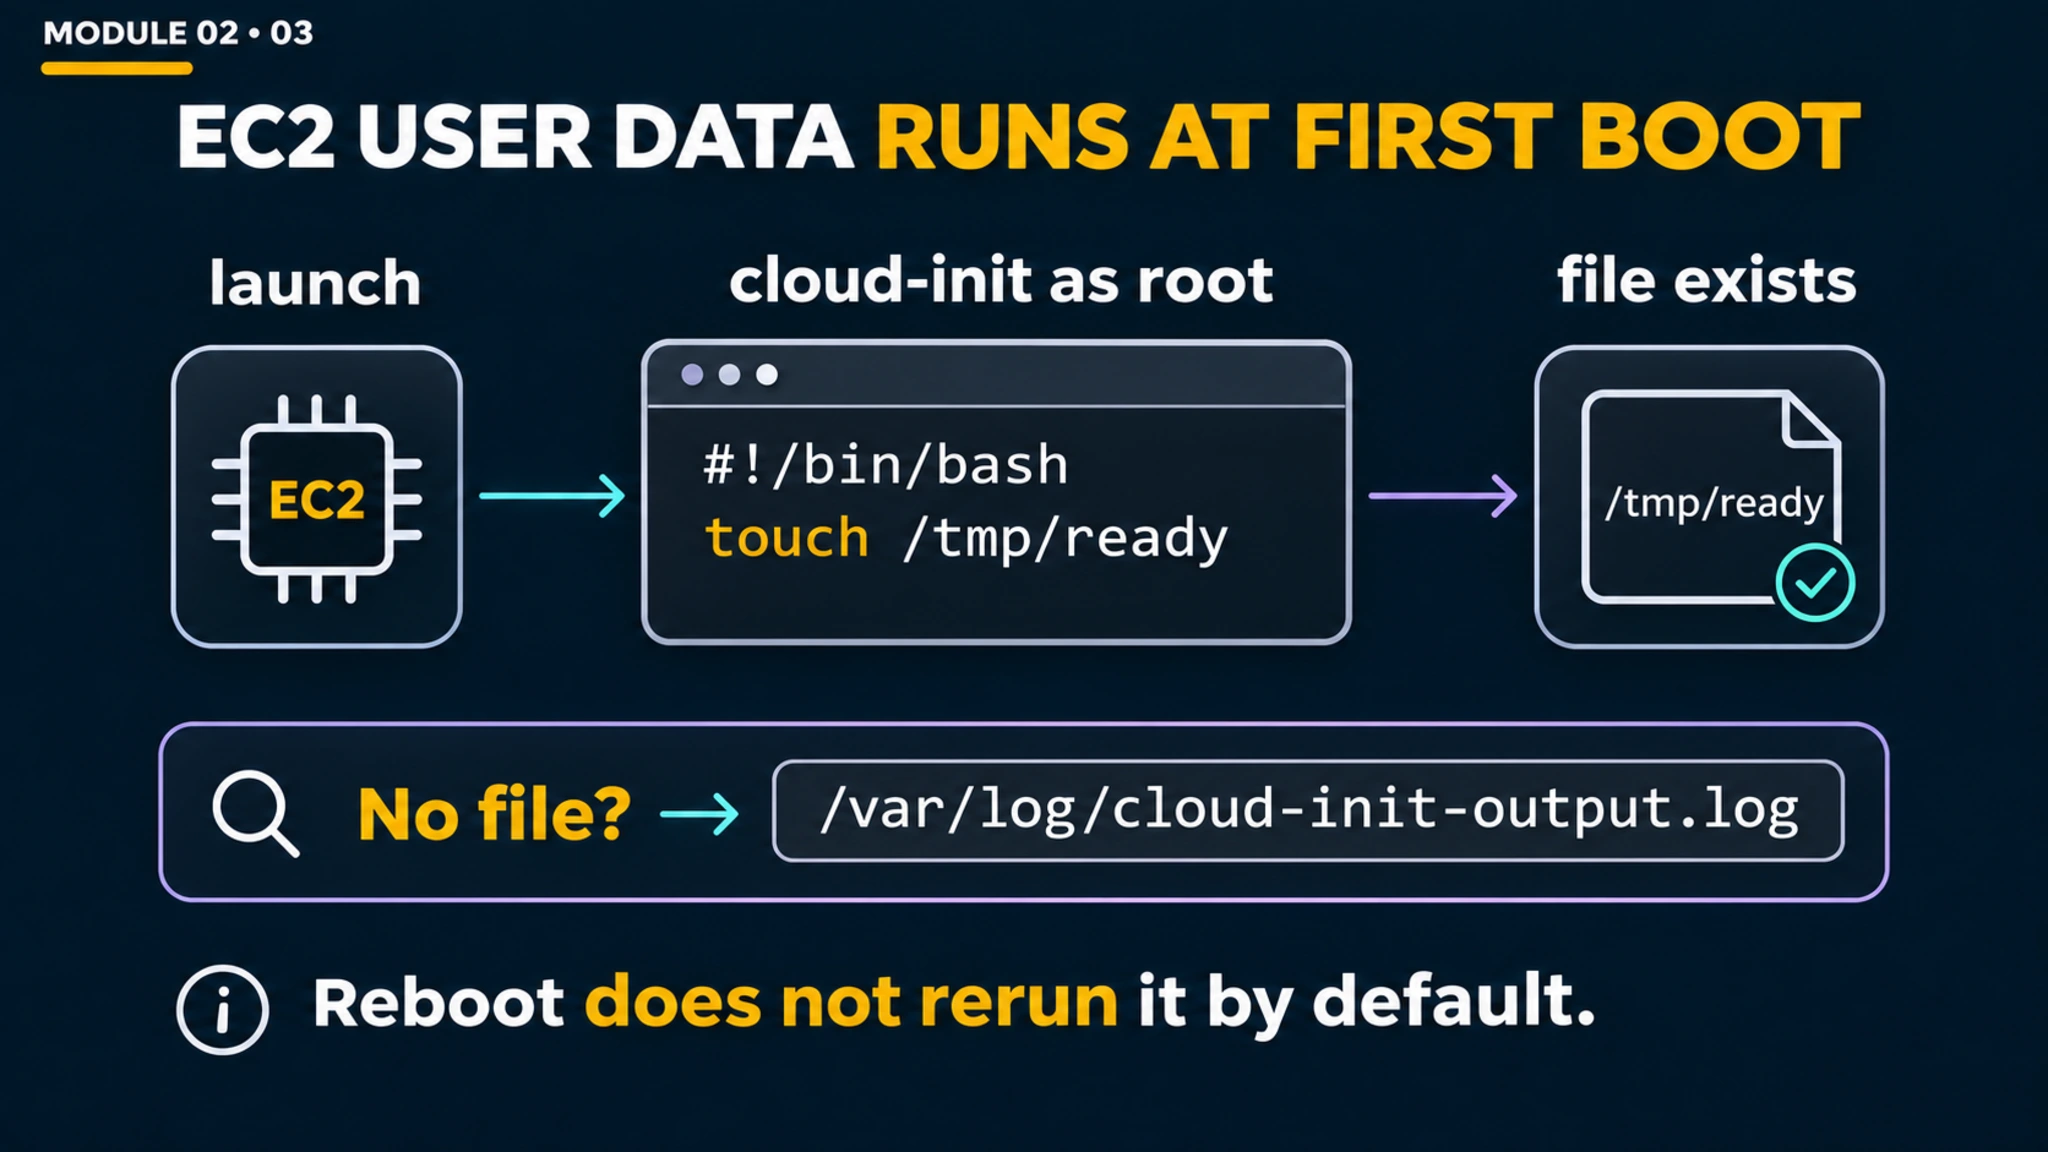 MODULE 02 • 03
EC2 USER DATA RUNS AT FIRST BOOT
launch
cloud-init as root
file exists
EC2
#!/bin/bash
touch /tmp/ready
/tmp/ready
No file?
/var/log/cloud-init-output.log
i
Reboot does not rerun it by default.